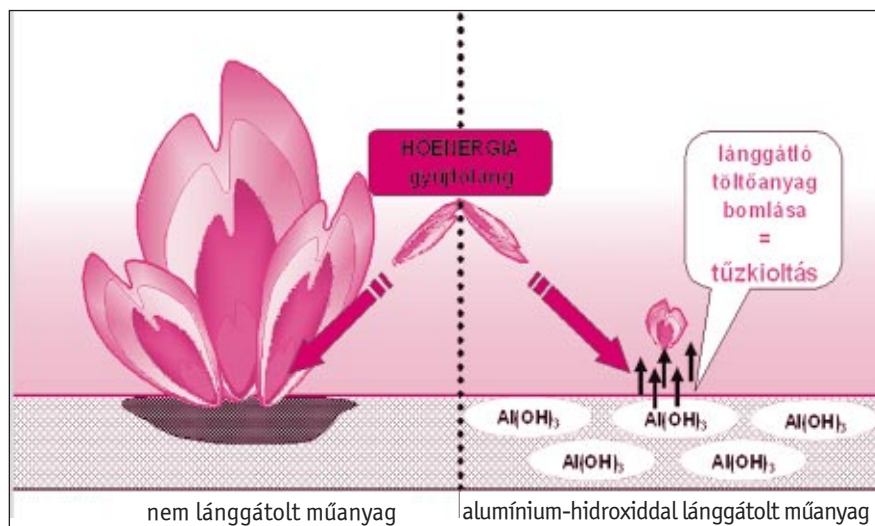 HOENERGIA
gyujtoláng
lánggátló
töltőanyag
bomlása
=
tűzkioltás
Al(OH)₃
Al(OH)₃
Al(OH)₃
Al(OH)₃
Al(OH)₃
nem lánggátolt műanyag
alumínium-hidroxiddal lánggátolt műanyag